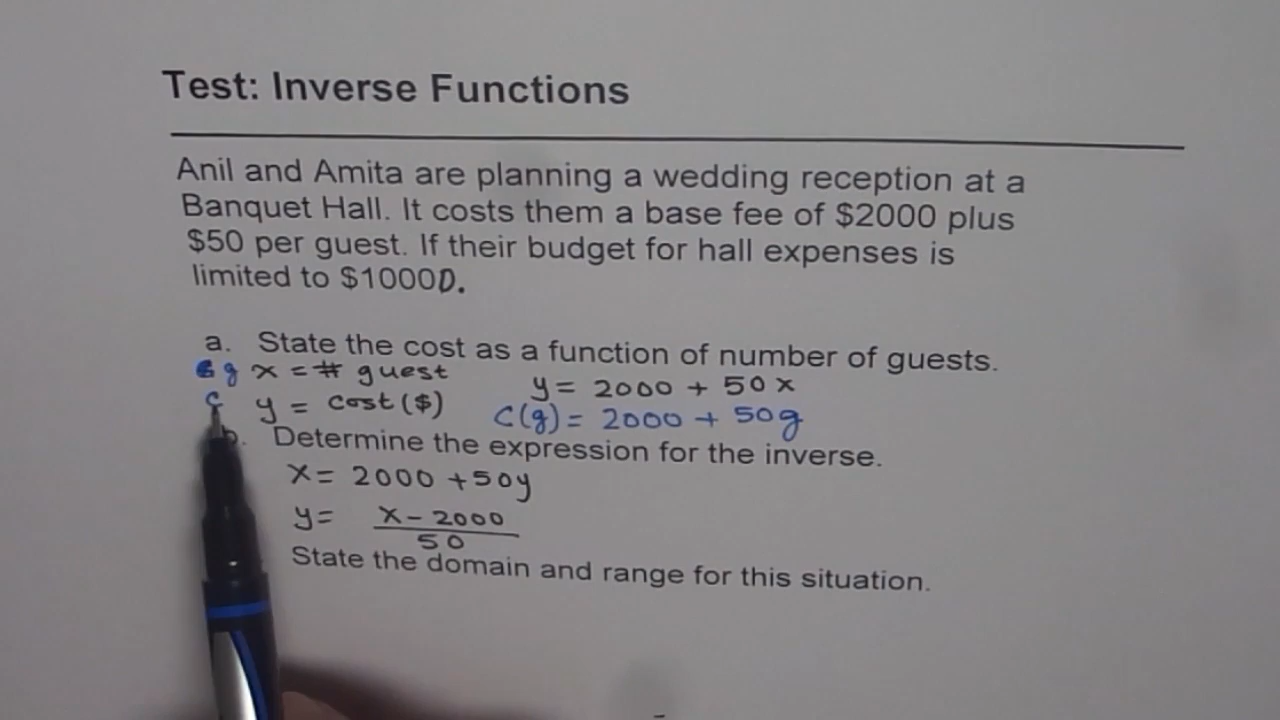 Test: Inverse Functions
Anil and Amita are planning a wedding reception at a
Banquet Hall. It costs them a base fee of $2000 plus
$50 per guest. If their budget for hall expenses is
limited to $10000.
a. State the cost as a function of number of guests.
g x = # guest y = 2000 + 50x
c y = cost ($) C(g) = 2000 + 50g
b. Determine the expression for the inverse.
x = 2000 + 50y
y = x - 2000
50
State the domain and range for this situation.